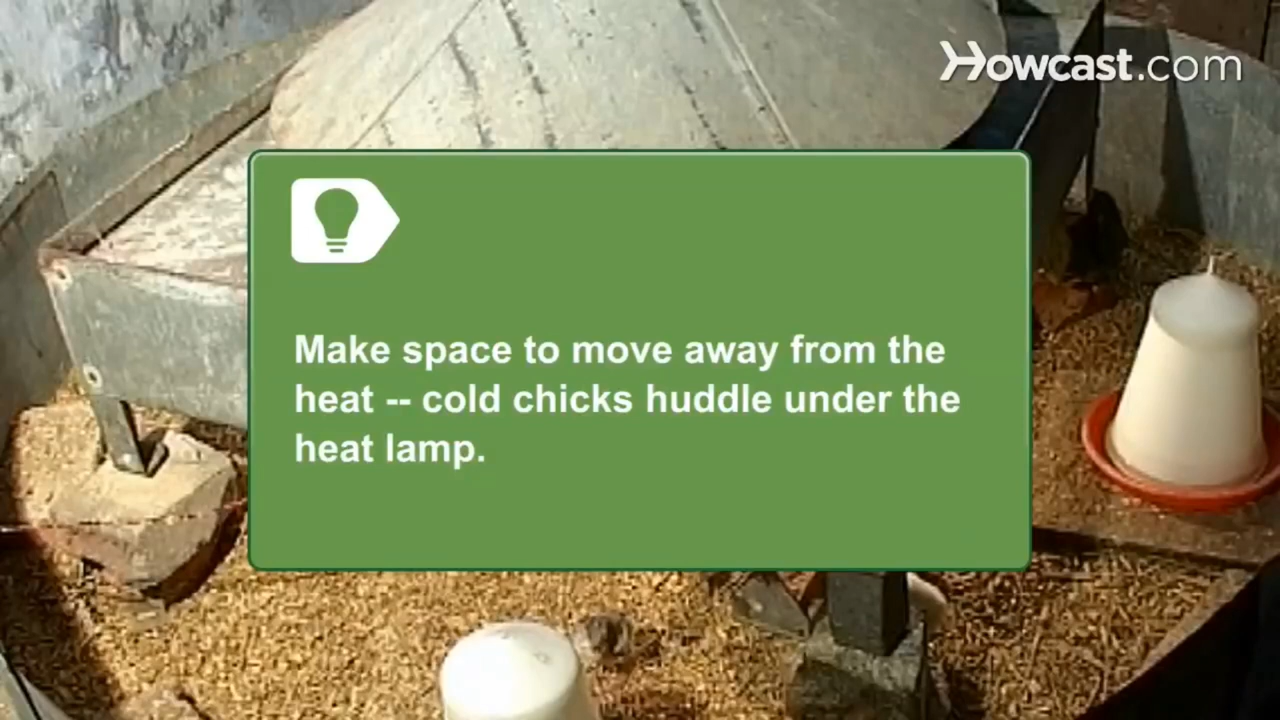 Howcast.com
Make space to move away from the
heat -- cold chicks huddle under the
heat lamp.